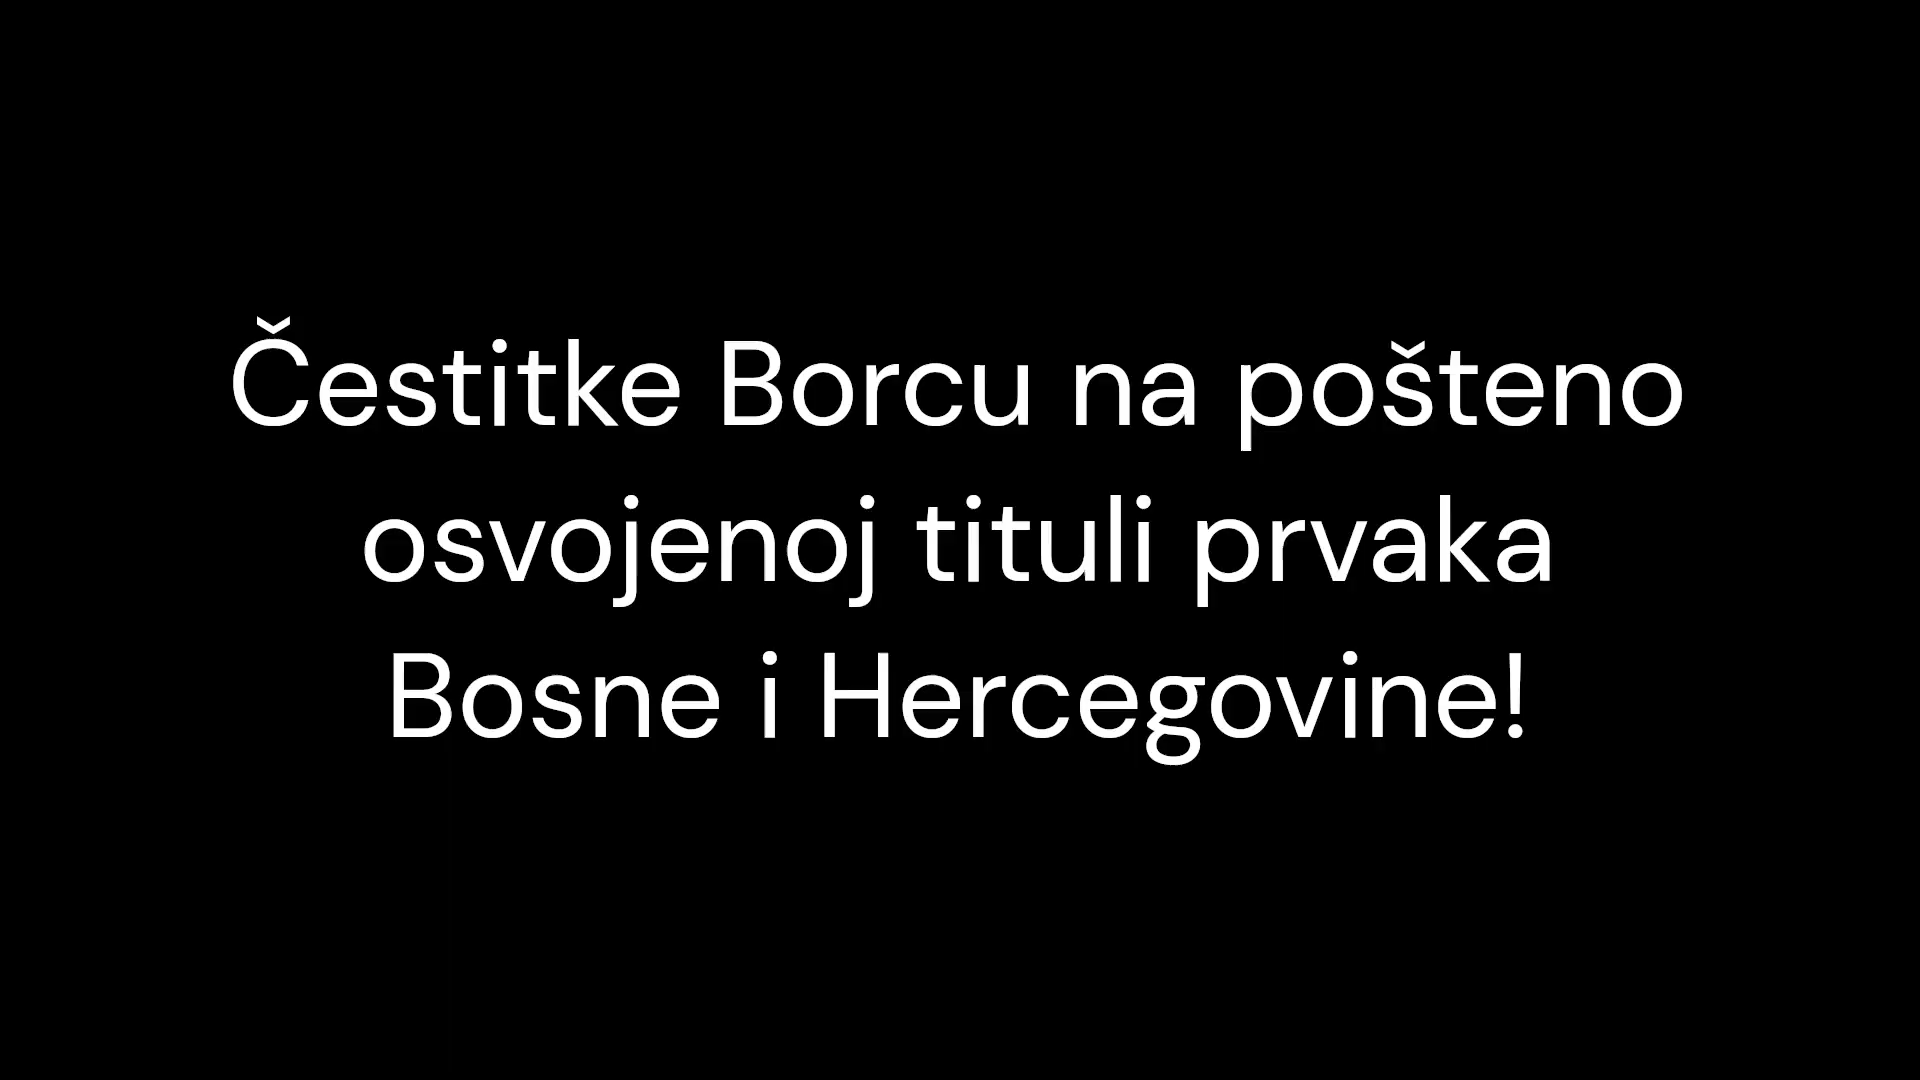 Čestitke Borcu na pošteno
osvojenoj tituli prvaka
Bosne i Hercegovine!